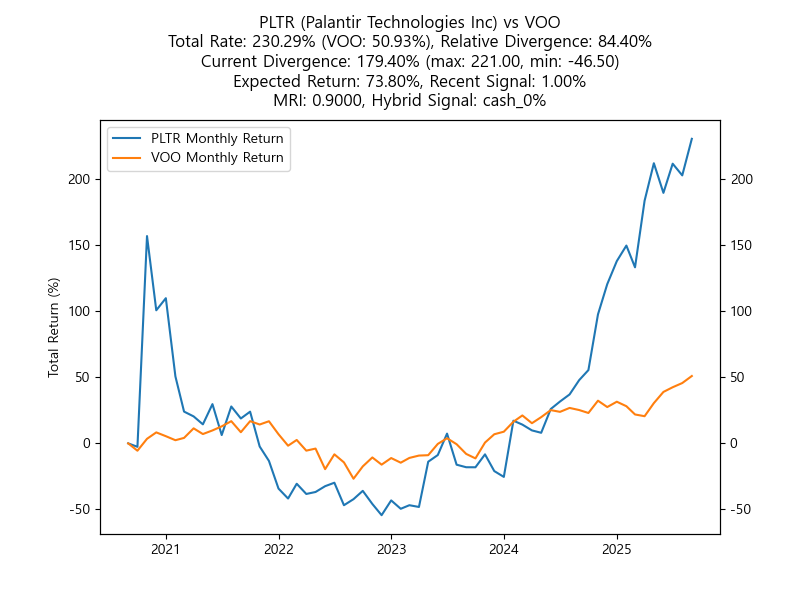 PLTR (Palantir Technologies Inc) vs VOO
Total Rate: 230.29% (VOO: 50.93%), Relative Divergence: 84.40%
Current Divergence: 179.40% (max: 221.00, min: -46.50)
Expected Return: 73.80%, Recent Signal: 1.00%
MRI: 0.9000, Hybrid Signal: cash_0%
PLTR Monthly Return
VOO Monthly Return
Total Return (%)
200
150
100
50
0
-50
200
150
100
50
0
-50
2021 2022 2023 2024 2025